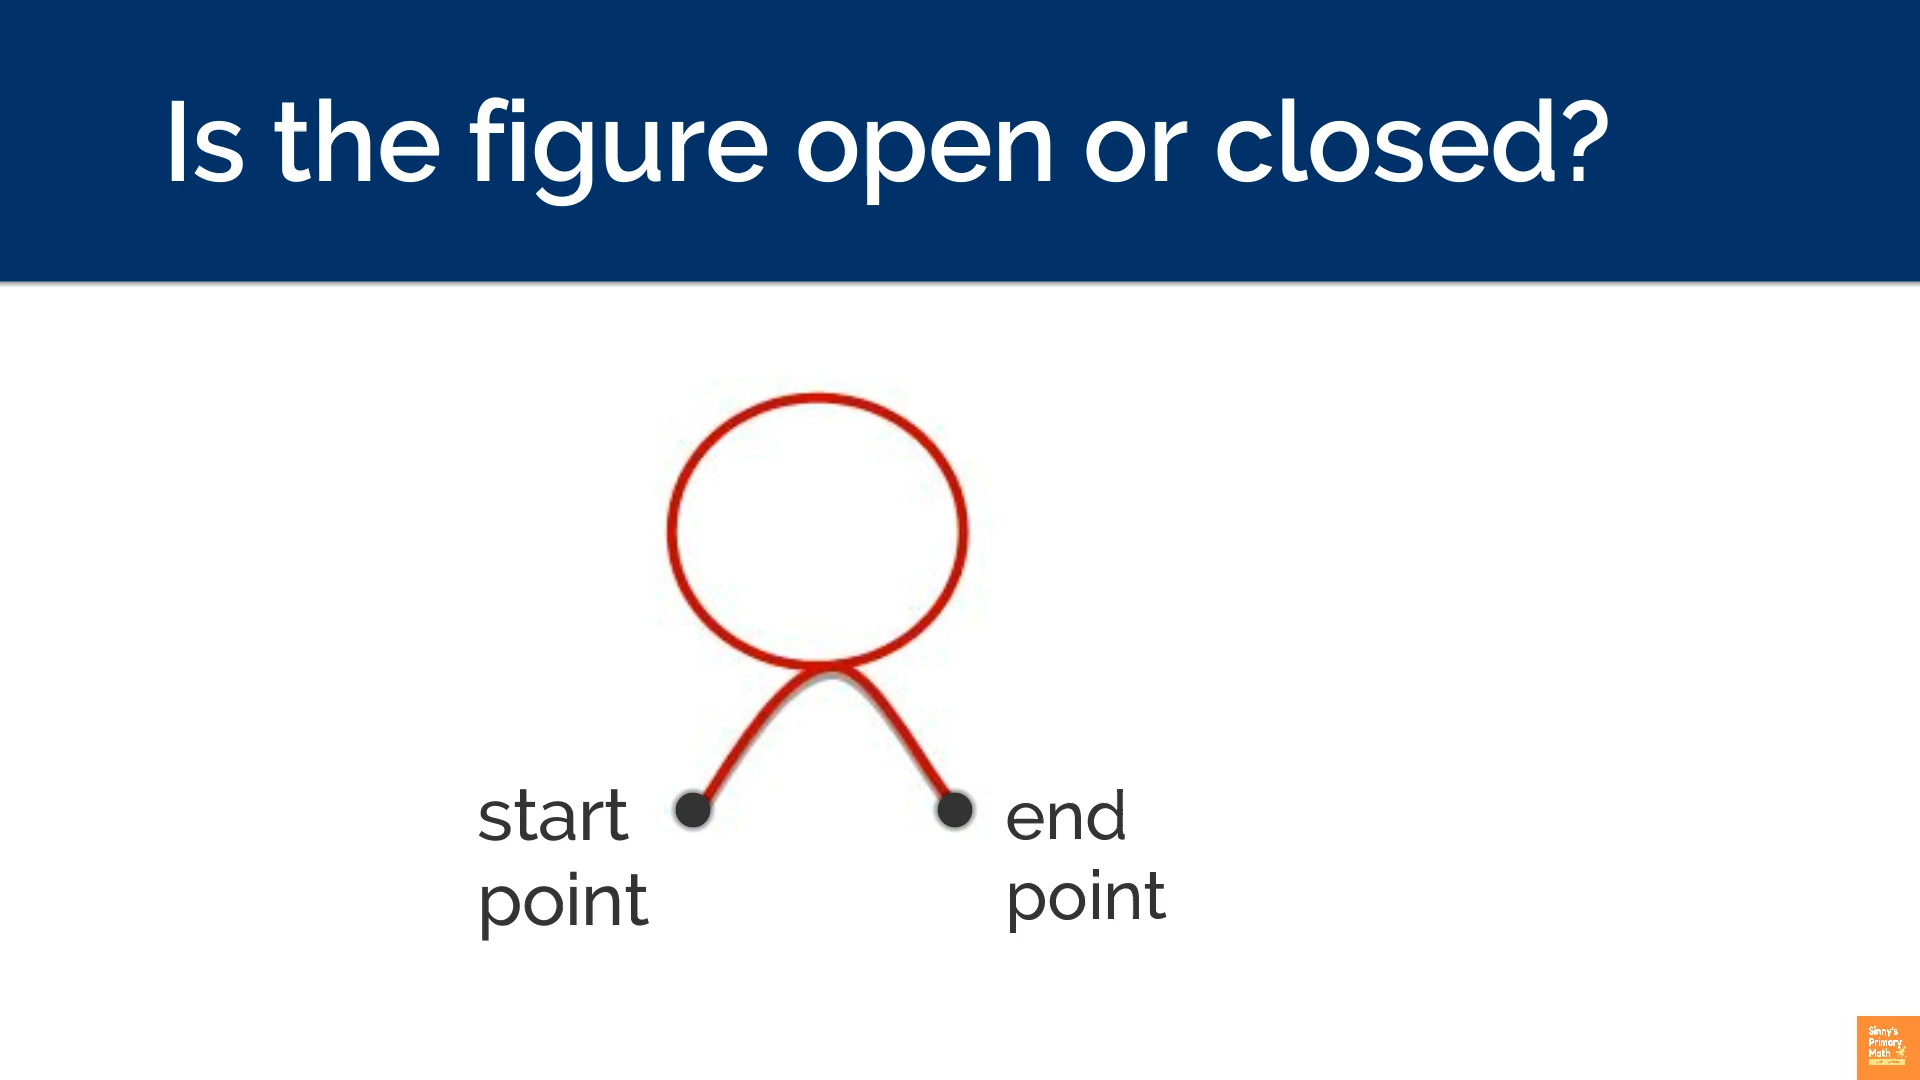 Is the figure open or closed?
start
point
end
point
Sinny's
Primary
Math